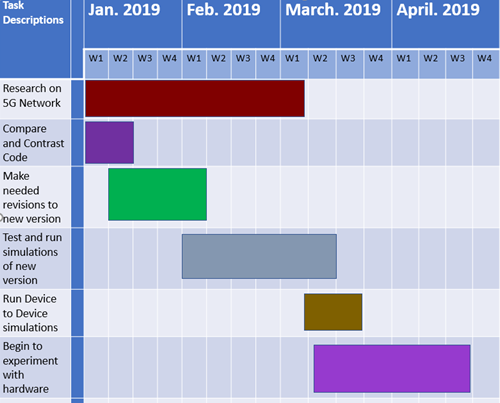 Task
Descriptions
Jan. 2019
Feb. 2019
March. 2019
April. 2019
W1 W2 W3 W4 W1 W2 W3 W4 W1 W2 W3 W4 W1 W2 W3 W4
Research on
5G Network
Compare
and Contrast
Code
Make
needed
revisions to
new version
Test and run
simulations
of new
version
Run Device
to Device
simulations
Begin to
experiment
with
hardware